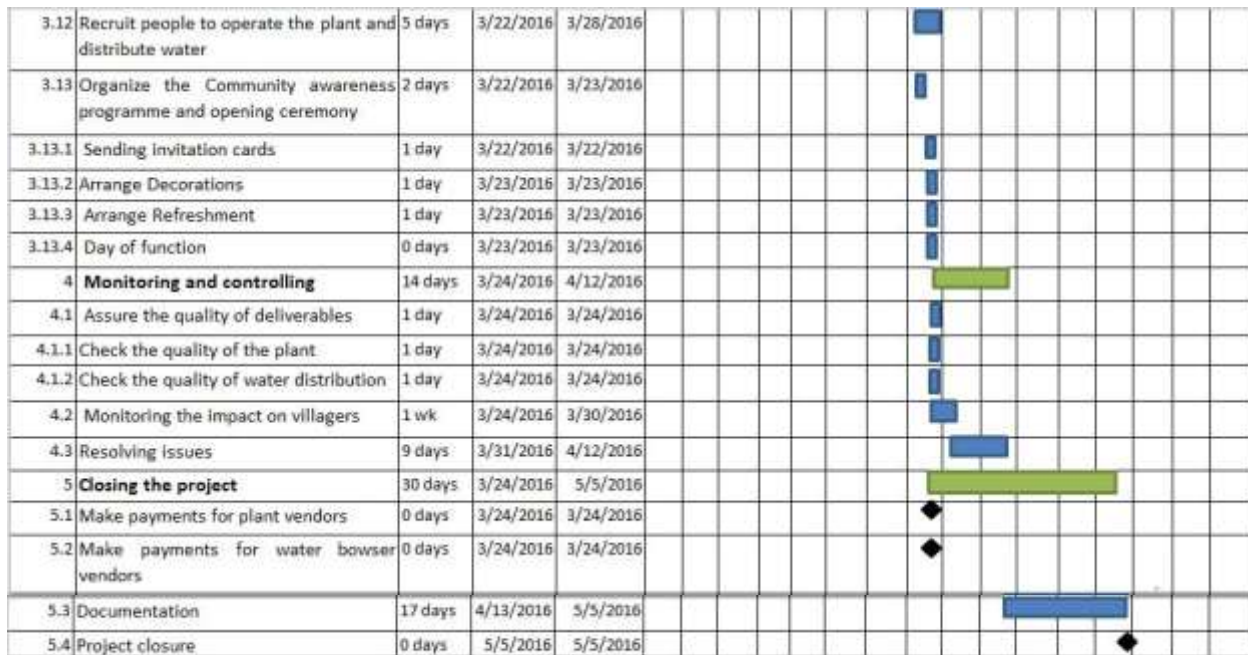 3.12 Recruit people to operate the plant and 5 days 3/22/2016 3/28/2016
distribute water
3.13 Organize the Community awareness 2 days 3/22/2016 3/23/2016
programme and opening ceremony
3.13.1 Sending invitation cards 1 day 3/22/2016 3/22/2016
3.13.2 Arrange Decorations 1 day 3/23/2016 3/23/2016
3.13.3 Arrange Refreshment 1 day 3/23/2016 3/23/2016
3.13.4 Day of function 0 days 3/23/2016 3/23/2016
4 Monitoring and controlling 14 days 3/24/2016 4/12/2016
4.1 Assure the quality of deliverables 1 day 3/24/2016 3/24/2016
4.1.1 Check the quality of the plant 1 day 3/24/2016 3/24/2016
4.1.2 Check the quality of water distribution 1 day 3/24/2016 3/24/2016
4.2 Monitoring the impact on villagers 1 wk 3/24/2016 3/30/2016
4.3 Resolving issues 9 days 3/31/2016 4/12/2016
5 Closing the project 30 days 3/24/2016 5/5/2016
5.1 Make payments for plant vendors 0 days 3/24/2016 3/24/2016
5.2 Make payments for water bowser 0 days 3/24/2016 3/24/2016
vendors
5.3 Documentation 17 days 4/13/2016 5/5/2016
5.4 Project closure 0 days 5/5/2016 5/5/2016